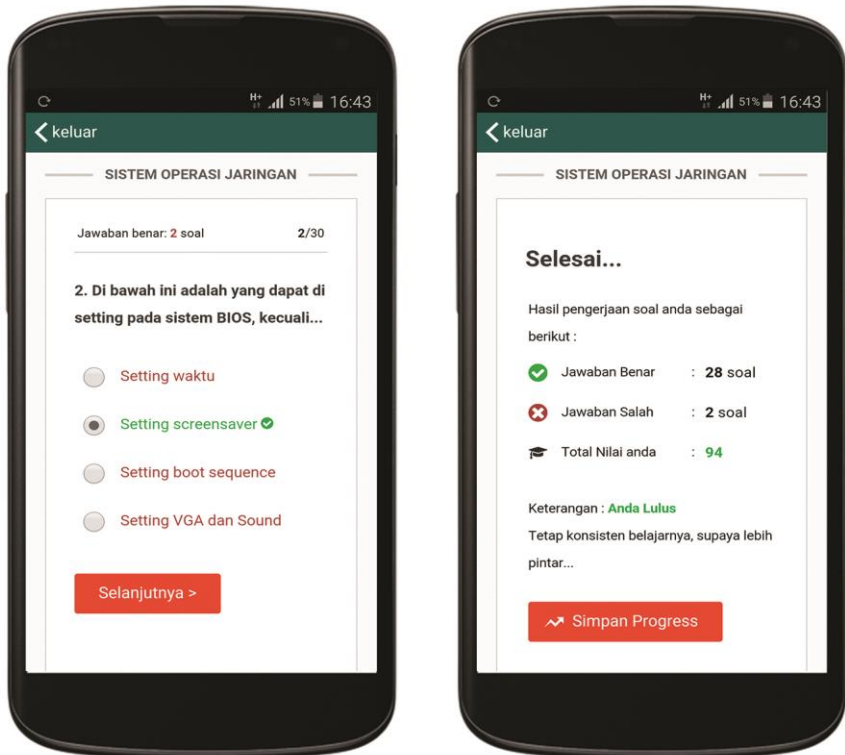 H+ 51% 16:43
keluar
SISTEM OPERASI JARINGAN
Jawaban benar: 2 soal 2/30
2. Di bawah ini adalah yang dapat di
setting pada sistem BIOS, kecuali...
Setting waktu
Setting screensaver
Setting boot sequence
Setting VGA dan Sound
Selanjutnya >
H+ 51% 16:43
keluar
SISTEM OPERASI JARINGAN
Selesai...
Hasil pengerjaan soal anda sebagai
berikut :
Jawaban Benar : 28 soal
Jawaban Salah : 2 soal
Total Nilai anda : 94
Keterangan : Anda Lulus
Tetap konsisten belajarnya, supaya lebih
pintar...
Simpan Progress